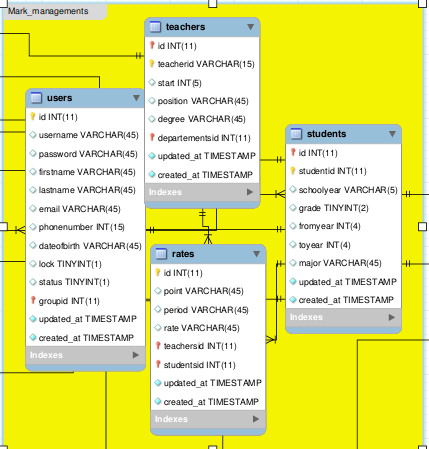 Mark_managements
teachers
id INT(11)
teacherid VARCHAR(15)
start INT(5)
position VARCHAR(45)
degree VARCHAR(45)
departementsid INT(11)
updated_at TIMESTAMP
created_at TIMESTAMP
Indexes
users
id INT(11)
username VARCHAR(45)
password VARCHAR(45)
firstname VARCHAR(45)
lastname VARCHAR(45)
email VARCHAR(45)
phonenumber INT(15)
dateofbirth VARCHAR(45)
lock TINYINT(1)
status TINYINT(1)
groupid INT(11)
updated_at TIMESTAMP
created_at TIMESTAMP
Indexes
students
id INT(11)
studentid INT(11)
schoolyear VARCHAR(5)
grade TINYINT(2)
fromyear INT(4)
toyear INT(4)
major VARCHAR(45)
updated_at TIMESTAMP
created_at TIMESTAMP
Indexes
rates
id INT(11)
point VARCHAR(45)
period VARCHAR(45)
rate VARCHAR(45)
teachersid INT(11)
studentsid INT(11)
updated_at TIMESTAMP
created_at TIMESTAMP
Indexes